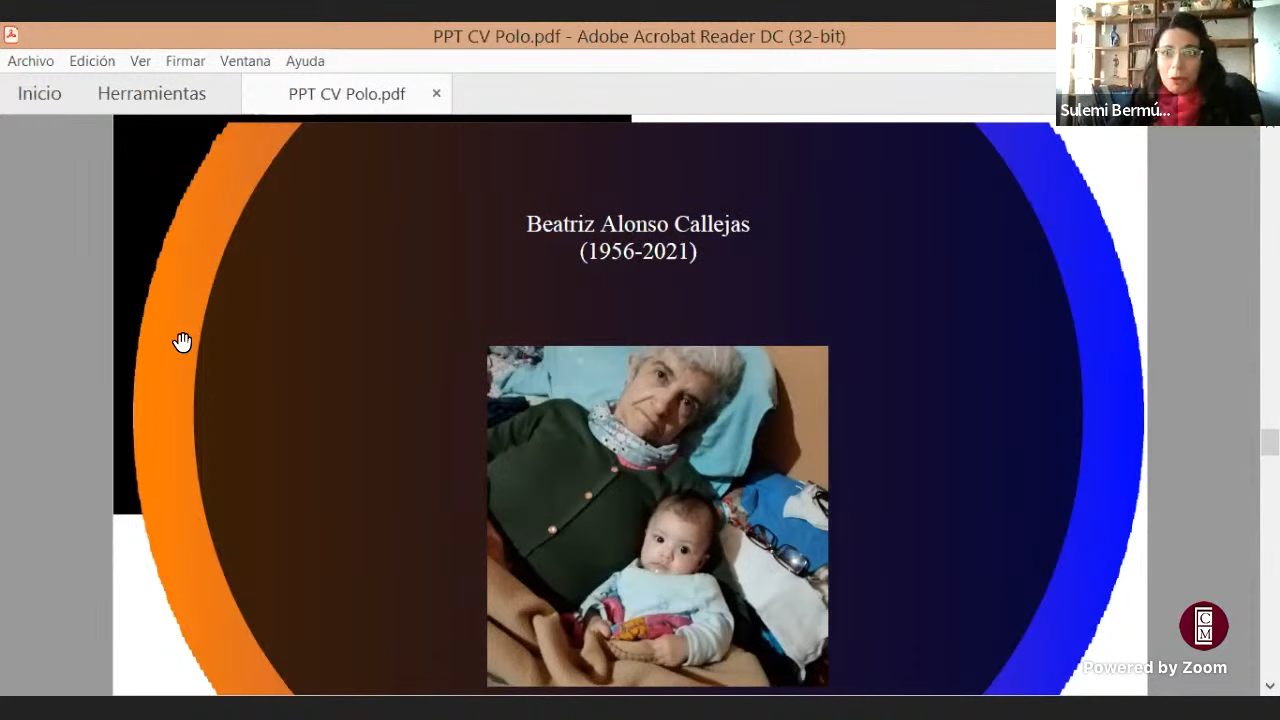 PPT CV Polo.pdf - Adobe Acrobat Reader DC (32-bit)
Archivo Edición Ver Firmar Ventana Ayuda
Inicio Herramientas PPT CV Polo.pdf ×
Sulemi Bermú...
Beatriz Alonso Callejas
(1956-2021)
C
M
Powered by Zoom